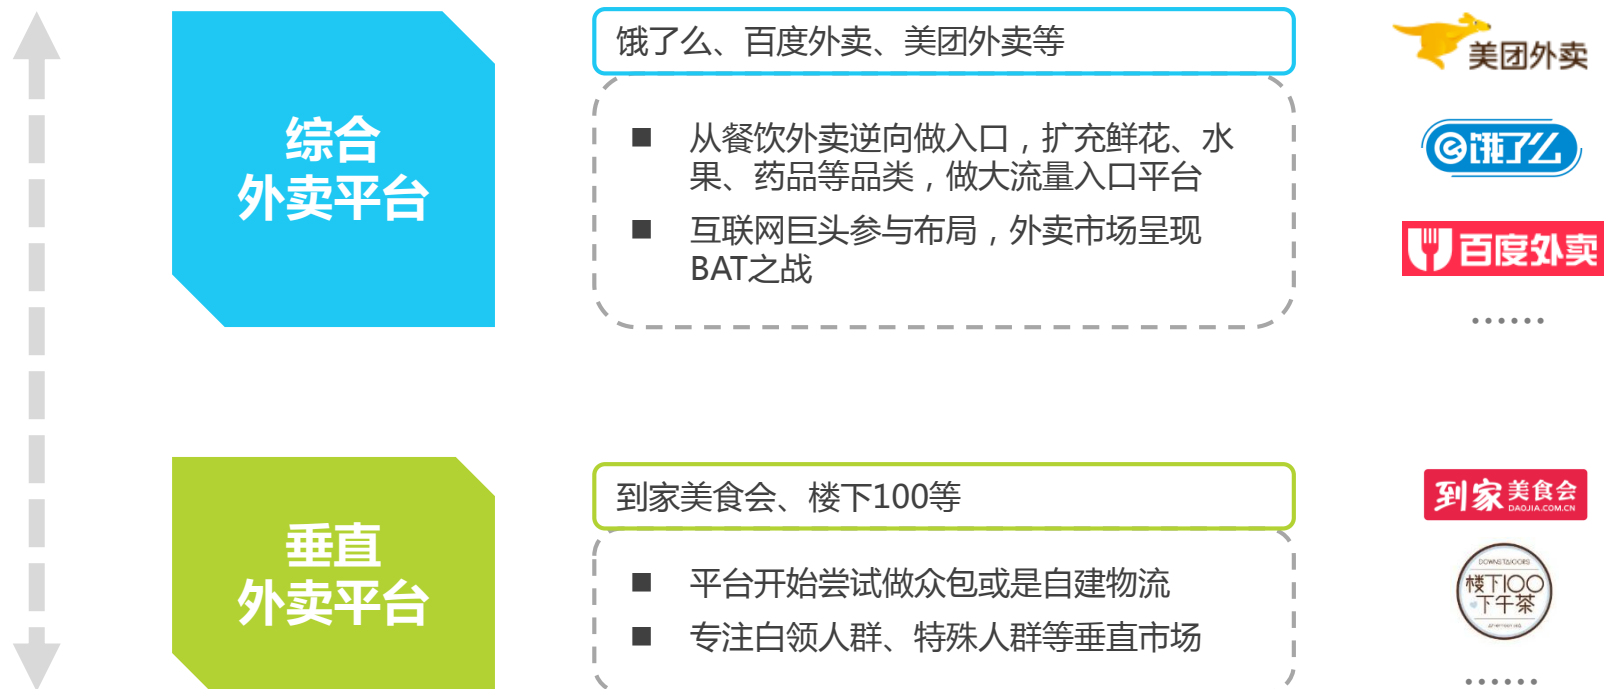 综合
外卖平台
饿了么、百度外卖、美团外卖等
■ 从餐饮外卖逆向做入口，扩充鲜花、水
果、药品等品类，做大流量入口平台
■ 互联网巨头参与布局，外卖市场呈现
BAT之战
美团外卖
饿了么
百度外卖
......
垂直
外卖平台
到家美食会、楼下100等
■ 平台开始尝试做众包或是自建物流
■ 专注白领人群、特殊人群等垂直市场
到家美食会
DAOJIA.COM.CN
楼下100
下午茶
......